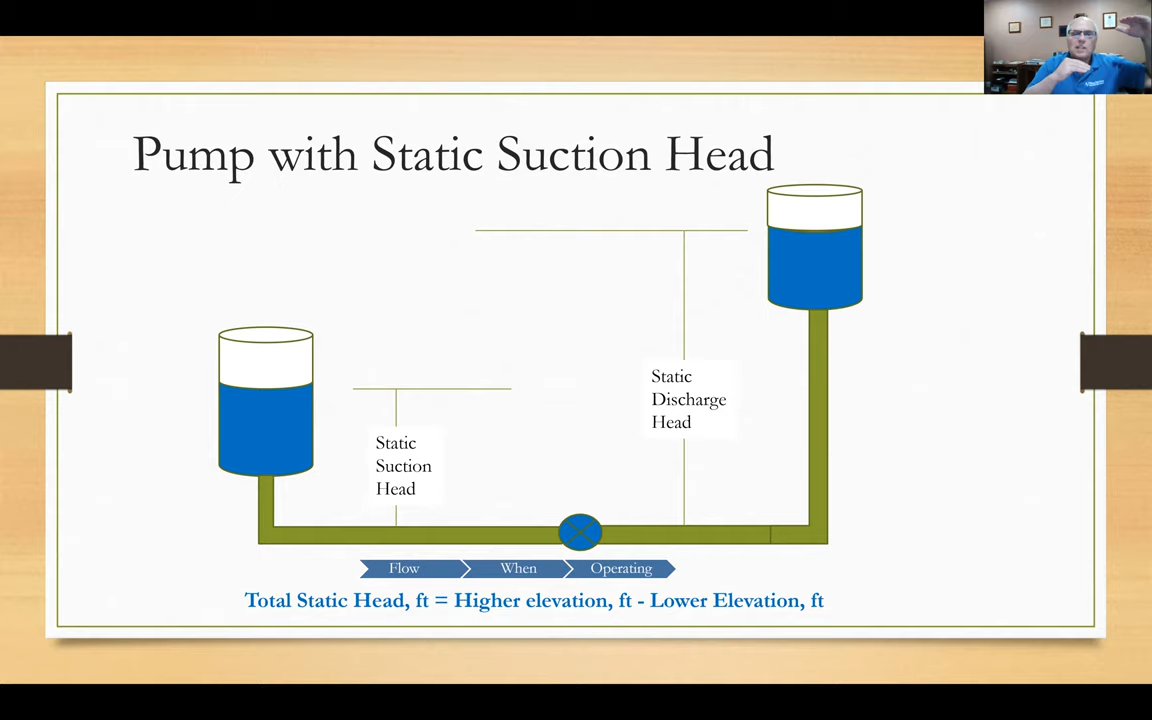 Pump with Static Suction Head
Static
Discharge
Head
Static
Suction
Head
Flow
When
Operating
Total Static Head, ft = Higher elevation, ft - Lower Elevation, ft